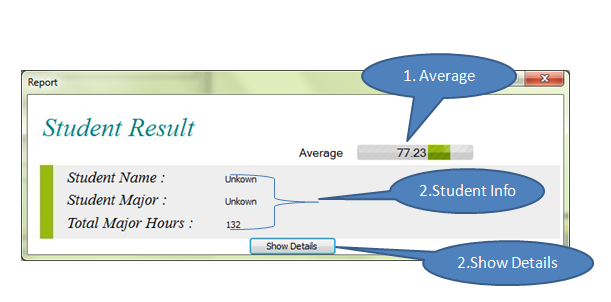 1. Average
Report
Student Result
Average 77.23
Student Name : Unkown
2.Student Info
Student Major : Unkown
Total Major Hours : 132
Show Details
2.Show Details